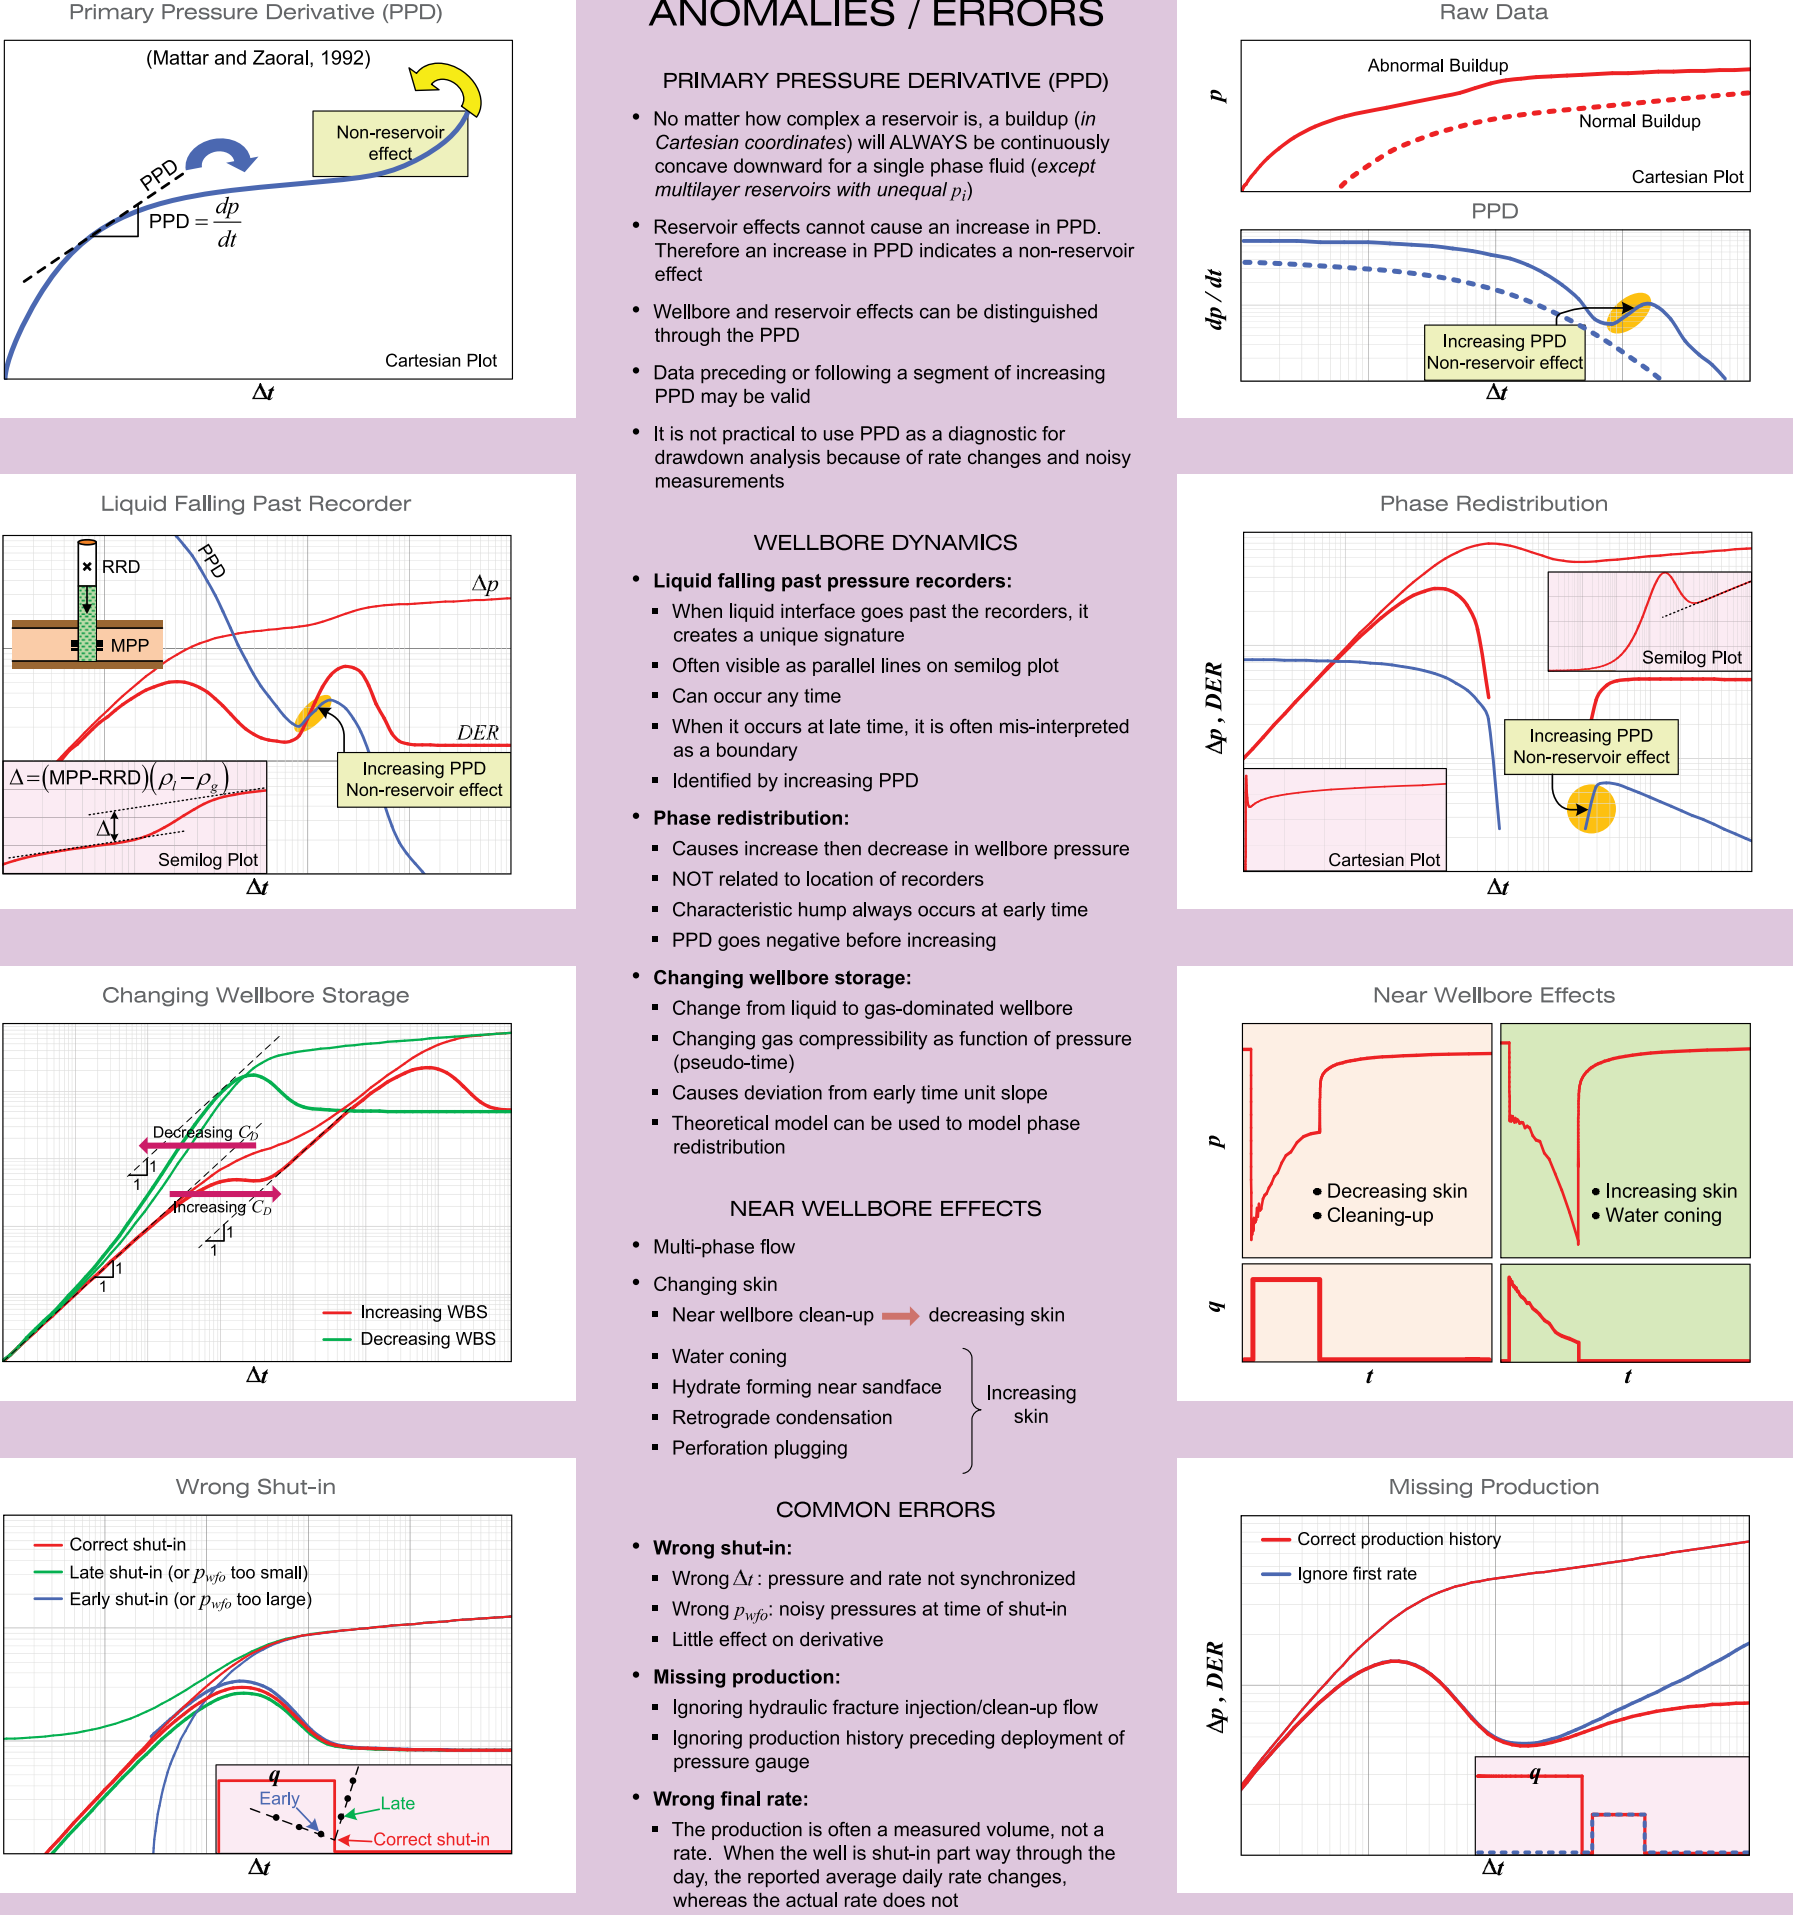 Primary Pressure Derivative (PPD)
(Mattar and Zaoral, 1992)
Non-reservoir
effect
PPD
PPD = dp/dt
Cartesian Plot
Δt
Liquid Falling Past Recorder
RRD
MPP
PPD
Δp
DER
Increasing PPD
Non-reservoir effect
Δ=(MPP-RRD)(ρl−ρg)
Δ
Semilog Plot
Δt
Changing Wellbore Storage
Decreasing CD
1
1
Increasing CD
1
1
1
1
Increasing WBS
Decreasing WBS
Δt
Wrong Shut-in
Correct shut-in
Late shut-in (or pwfo too small)
Early shut-in (or pwfo too large)
q
Early
Late
Correct shut-in
Δt
ANOMALIES / ERRORS
PRIMARY PRESSURE DERIVATIVE (PPD)
• No matter how complex a reservoir is, a buildup (in
Cartesian coordinates) will ALWAYS be continuously
concave downward for a single phase fluid (except
multilayer reservoirs with unequal pi)
• Reservoir effects cannot cause an increase in PPD.
Therefore an increase in PPD indicates a non-reservoir
effect
• Wellbore and reservoir effects can be distinguished
through the PPD
• Data preceding or following a segment of increasing
PPD may be valid
• It is not practical to use PPD as a diagnostic for
drawdown analysis because of rate changes and noisy
measurements
WELLBORE DYNAMICS
• Liquid falling past pressure recorders:
▪ When liquid interface goes past the recorders, it
creates a unique signature
▪ Often visible as parallel lines on semilog plot
▪ Can occur any time
▪ When it occurs at late time, it is often mis-interpreted
as a boundary
▪ Identified by increasing PPD
• Phase redistribution:
▪ Causes increase then decrease in wellbore pressure
▪ NOT related to location of recorders
▪ Characteristic hump always occurs at early time
▪ PPD goes negative before increasing
• Changing wellbore storage:
▪ Change from liquid to gas-dominated wellbore
▪ Changing gas compressibility as function of pressure
(pseudo-time)
▪ Causes deviation from early time unit slope
▪ Theoretical model can be used to model phase
redistribution
NEAR WELLBORE EFFECTS
• Multi-phase flow
• Changing skin
▪ Near wellbore clean-up → decreasing skin
▪ Water coning
▪ Hydrate forming near sandface
▪ Retrograde condensation
▪ Perforation plugging
Increasing
skin
COMMON ERRORS
• Wrong shut-in:
▪ Wrong Δt : pressure and rate not synchronized
▪ Wrong pwfo: noisy pressures at time of shut-in
▪ Little effect on derivative
• Missing production:
▪ Ignoring hydraulic fracture injection/clean-up flow
▪ Ignoring production history preceding deployment of
pressure gauge
• Wrong final rate:
▪ The production is often a measured volume, not a
rate. When the well is shut-in part way through the
day, the reported average daily rate changes,
whereas the actual rate does not
Raw Data
p
Abnormal Buildup
Normal Buildup
Cartesian Plot
PPD
dp / dt
Increasing PPD
Non-reservoir effect
Δt
Phase Redistribution
Δp , DER
Semilog Plot
Increasing PPD
Non-reservoir effect
Cartesian Plot
Δt
Near Wellbore Effects
p
• Decreasing skin
• Cleaning-up
• Increasing skin
• Water coning
q
t
t
Missing Production
Correct production history
Ignore first rate
Δp , DER
q
Δt